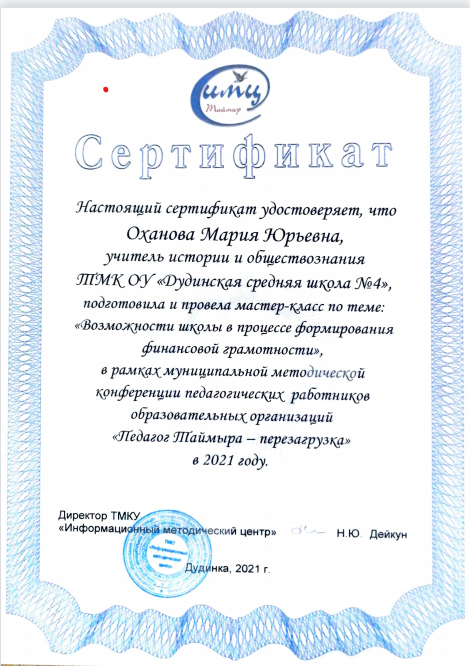 Симц
Таймыр
Сертификат
Настоящий сертификат удостоверяет, что
Оханова Мария Юрьевна,
учитель истории и обществознания
ТМК ОУ «Дудинская средняя школа №4»,
подготовила и провела мастер-класс по теме:
«Возможности школы в процессе формирования
финансовой грамотности»,
в рамках муниципальной методической
конференции педагогических работников
образовательных организаций
«Педагог Таймыра – перезагрузка»
в 2021 году.
Директор ТМКУ
«Информационный методический центр» Н.Ю. Дейкун
Дудинка, 2021 г.